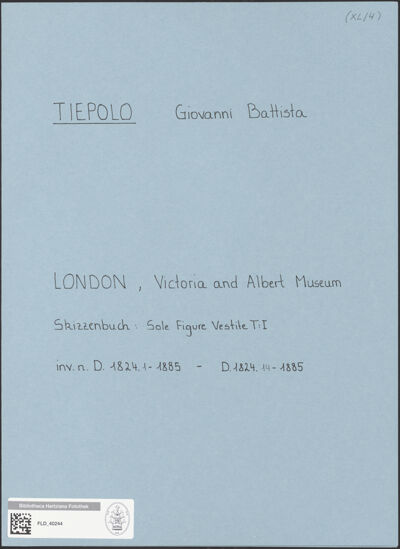 (XL/4)
TIEPOLO Giovanni Battista
LONDON , Victoria and Albert Museum
Skizzenbuch : Sole Figure Vestite T:I
inv. n. D. 1824.1-1885 - D.1824.14-1885
Bibliotheca Hertziana Fotothek
FLD_40244